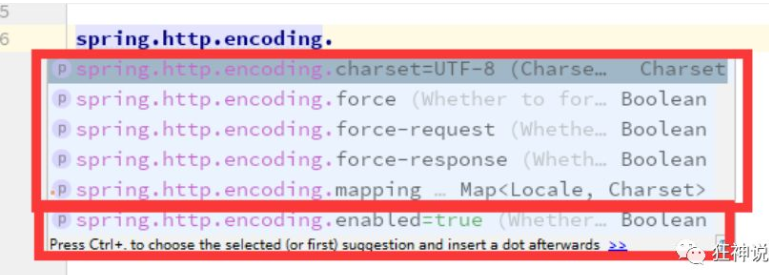 6 spring.http.encoding.
p spring.http.encoding.charset=UTF-8 (Charse… Charset
p spring.http.encoding.force (Whether to for… Boolean
p spring.http.encoding.force-request (Whethe… Boolean
p spring.http.encoding.force-response (Wheth… Boolean
p spring.http.encoding.mapping … Map<Locale, Charset>
p spring.http.encoding.enabled=true (Whether… Boolean
Press Ctrl+. to choose the selected (or first) suggestion and insert a dot afterwards >>
狂神说